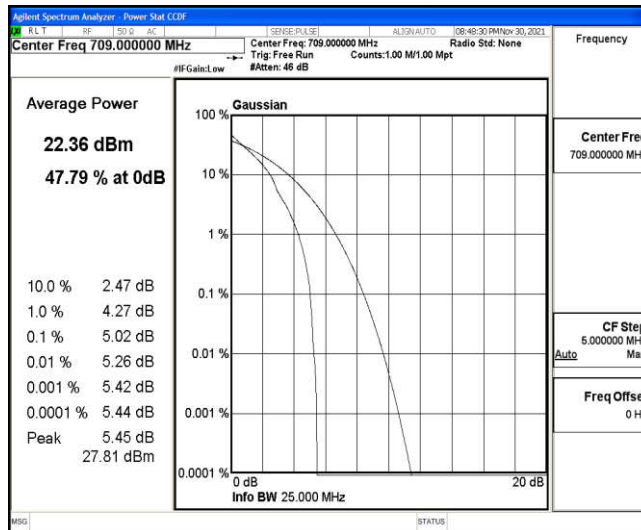 Agilent Spectrum Analyzer - Power Stat CCDF
RLT RF 50 Ω AC SENSE:PULSE ALIGN AUTO 08:48:30 PM Nov 30, 2021
Center Freq 709.000000 MHz
Center Freq: 709.000000 MHz Radio Std: None
Trig: Free Run Counts:1.00 M/1.00 Mpt
#IFGain:Low #Atten: 46 dB
Frequency
Average Power
22.36 dBm
47.79 % at 0dB
10.0 % 2.47 dB
1.0 % 4.27 dB
0.1 % 5.02 dB
0.01 % 5.26 dB
0.001 % 5.42 dB
0.0001 % 5.44 dB
Peak 5.45 dB
27.81 dBm
Gaussian
100 %
10 %
1 %
0.1 %
0.01 %
0.001 %
0.0001 %
0 dB 20 dB
Info BW 25.000 MHz
Center Fre
709.000000 MH
CF Ste
5.000000 MH
Auto Ma
Freq Offse
0 H
MSG STATUS